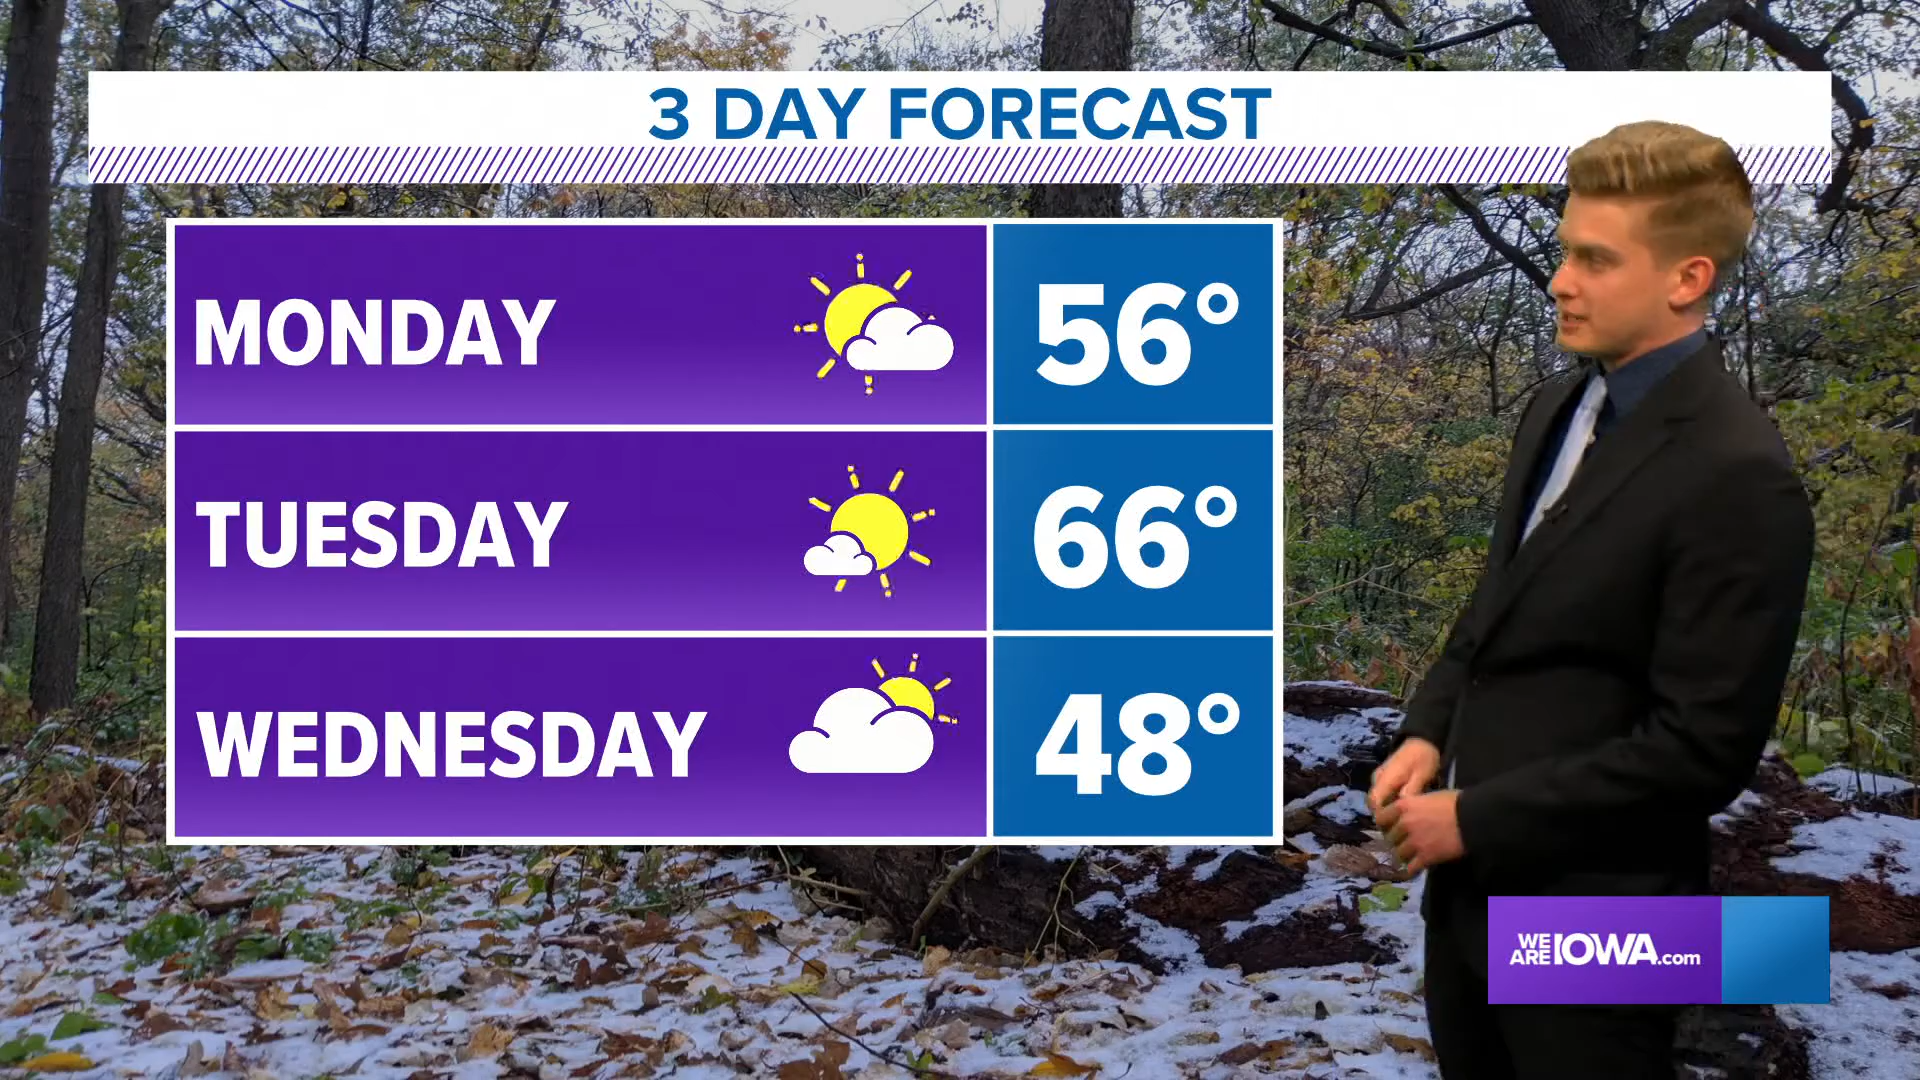 3 DAY FORECAST
MONDAY 56°
TUESDAY 66°
WEDNESDAY 48°
WE ARE IOWA.com